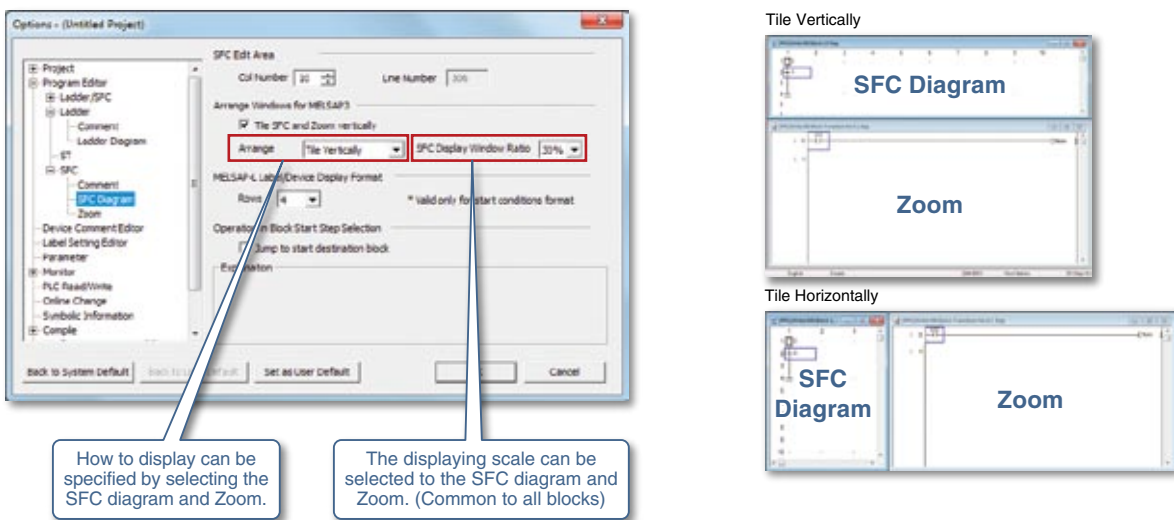 Options - (Untitled Project)
Project
Program Editor
Ladder/SFC
Ladder
Comment
Ladder Diagram
ST
SFC
Comment
SFC Diagram
Zoom
Device Comment Editor
Label Setting Editor
Parameter
Monitor
PLC Read/Write
Online Change
Symbolic Information
Compile
SFC Edit Area
Col Number
Line Number
Arrange Windows for MELSAP3
Tile SFC and Zoom vertically
Arrange Tile Vertically SFC Display Window Ratio 30%
MELSAP-L Label/Device Display Format
Rows 4 * Valid only for start conditions format
Operation in Block Start Step Selection
Jump to start destination block
Explanation
Back to System Default
Set as User Default
Cancel
How to display can be
specified by selecting the
SFC diagram and Zoom.
The displaying scale can be
selected to the SFC diagram and
Zoom. (Common to all blocks)
Tile Vertically
SFC Diagram
Zoom
Tile Horizontally
SFC
Diagram
Zoom